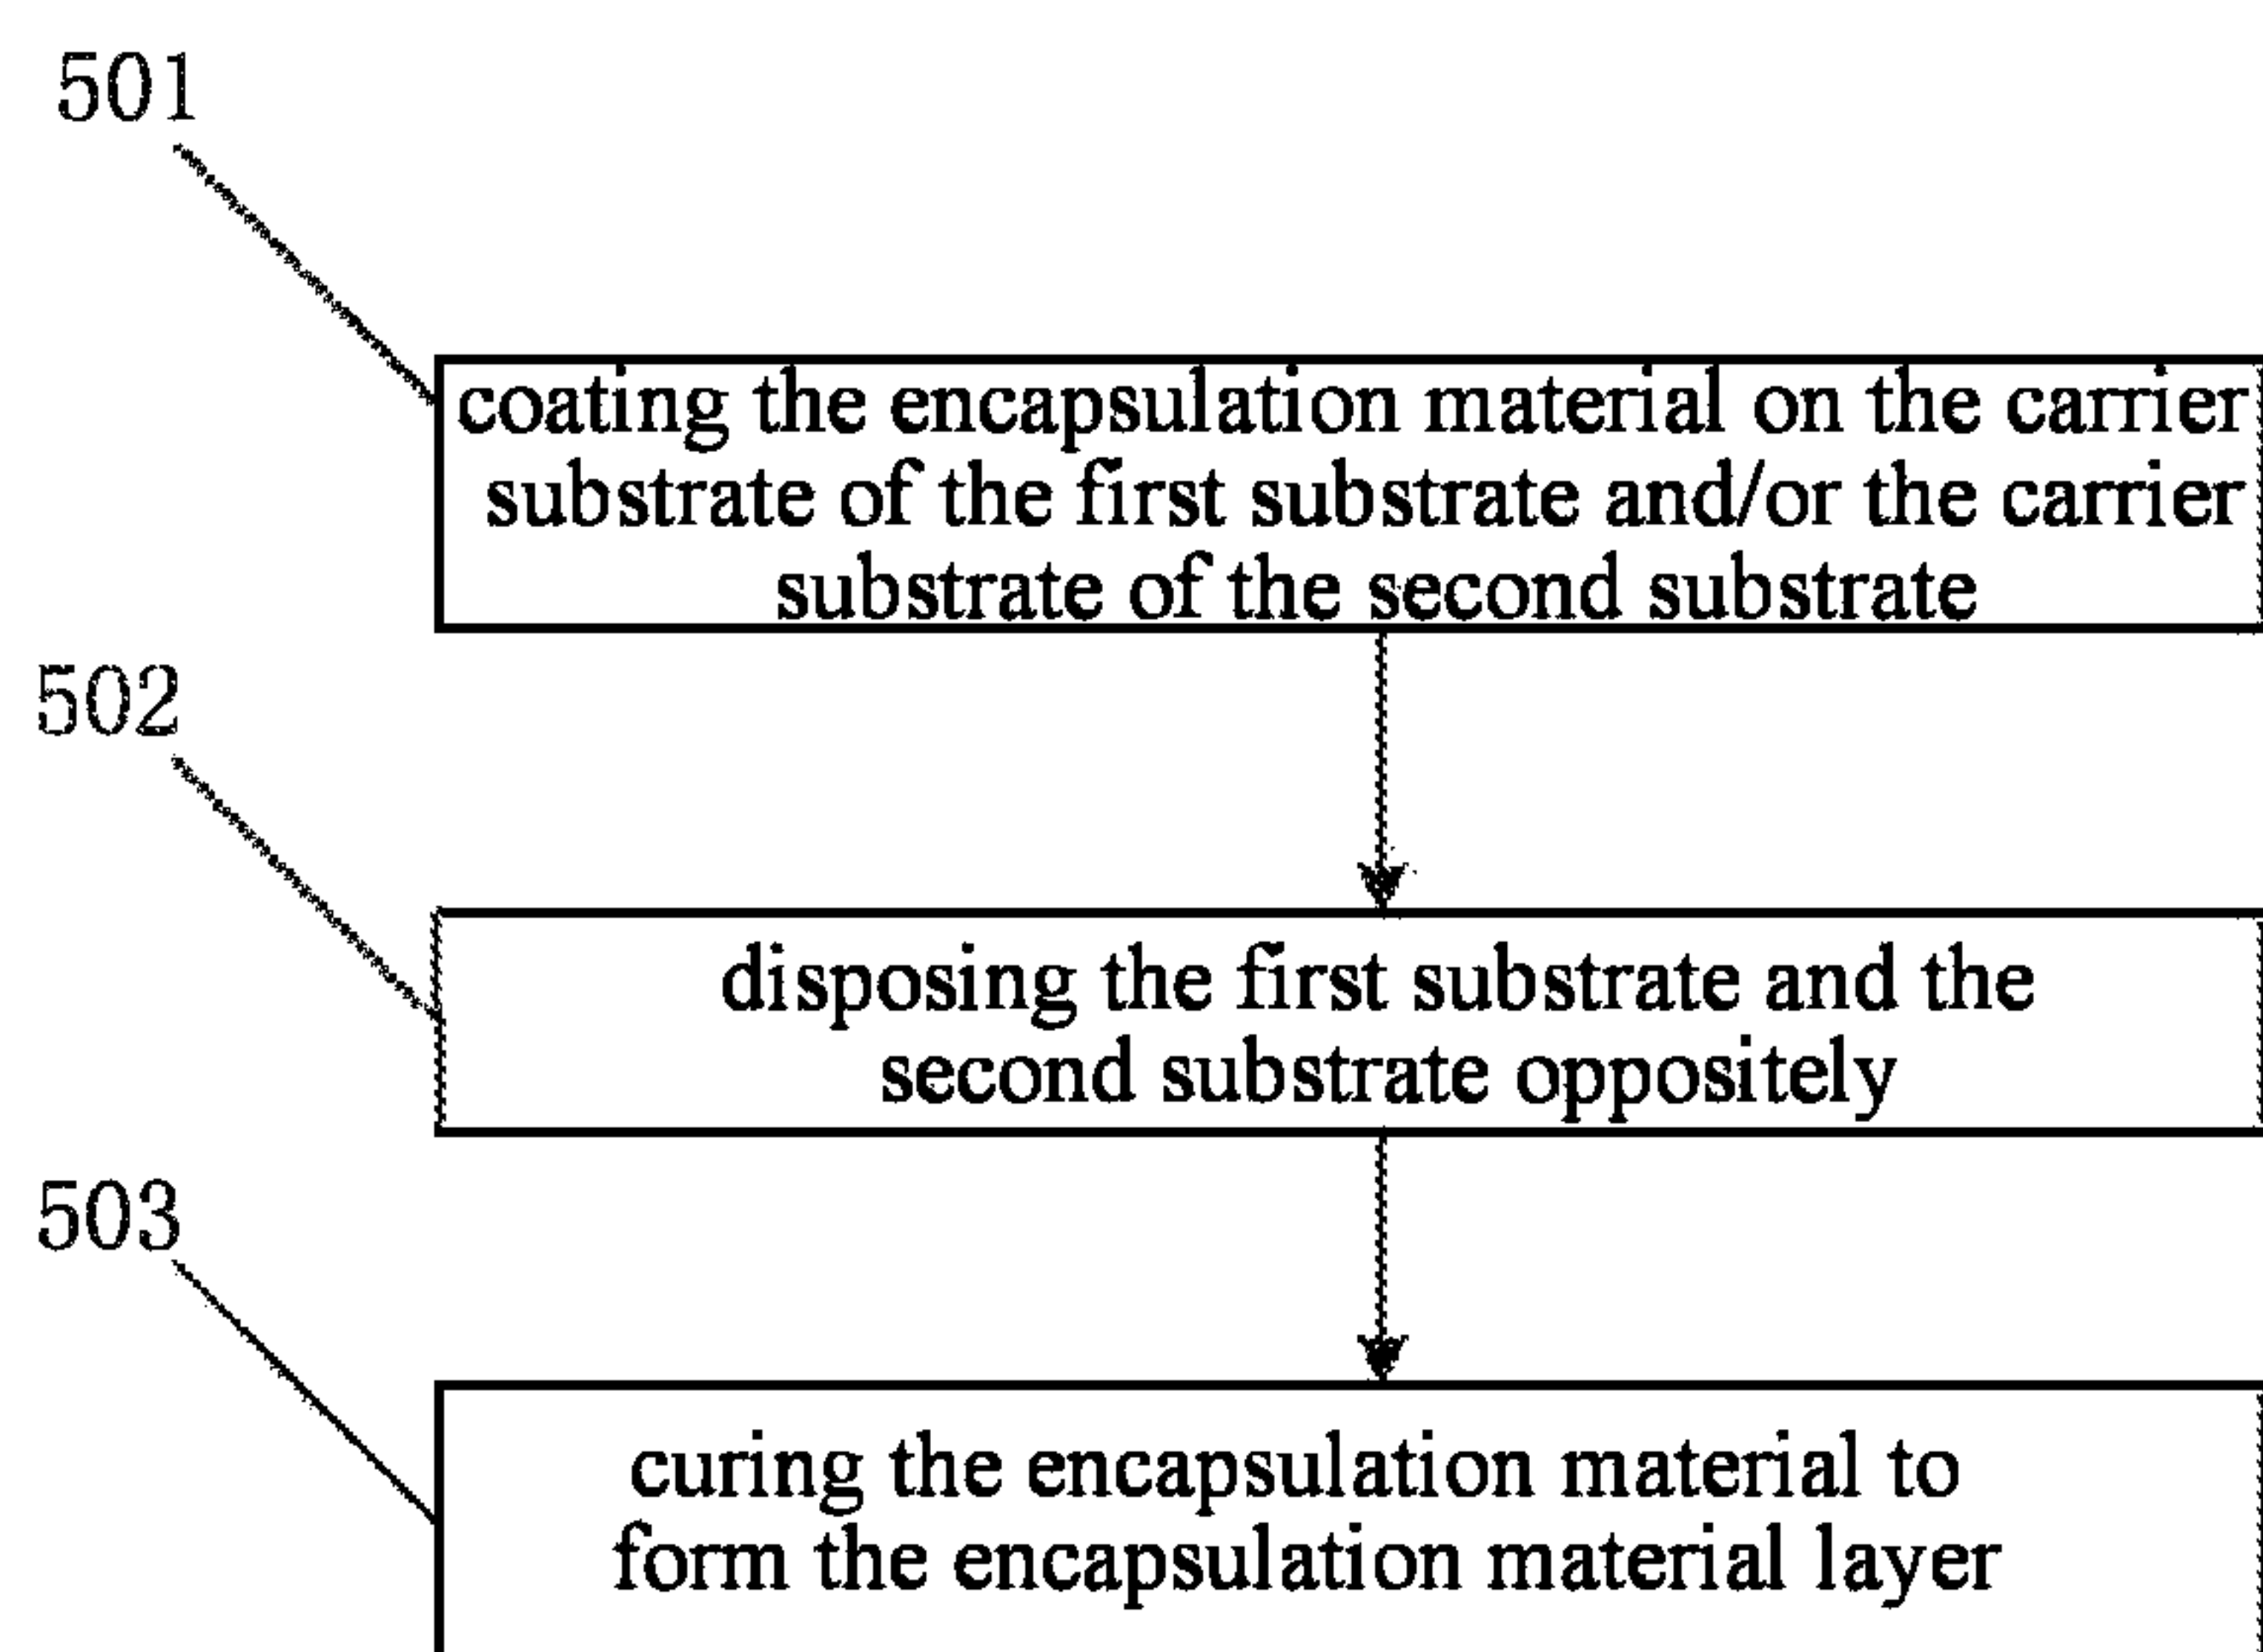 501
coating the encapsulation material on the carrier
substrate of the first substrate and/or the carrier
substrate of the second substrate
502
disposing the first substrate and the
second substrate oppositely
503
curing the encapsulation material to
form the encapsulation material layer